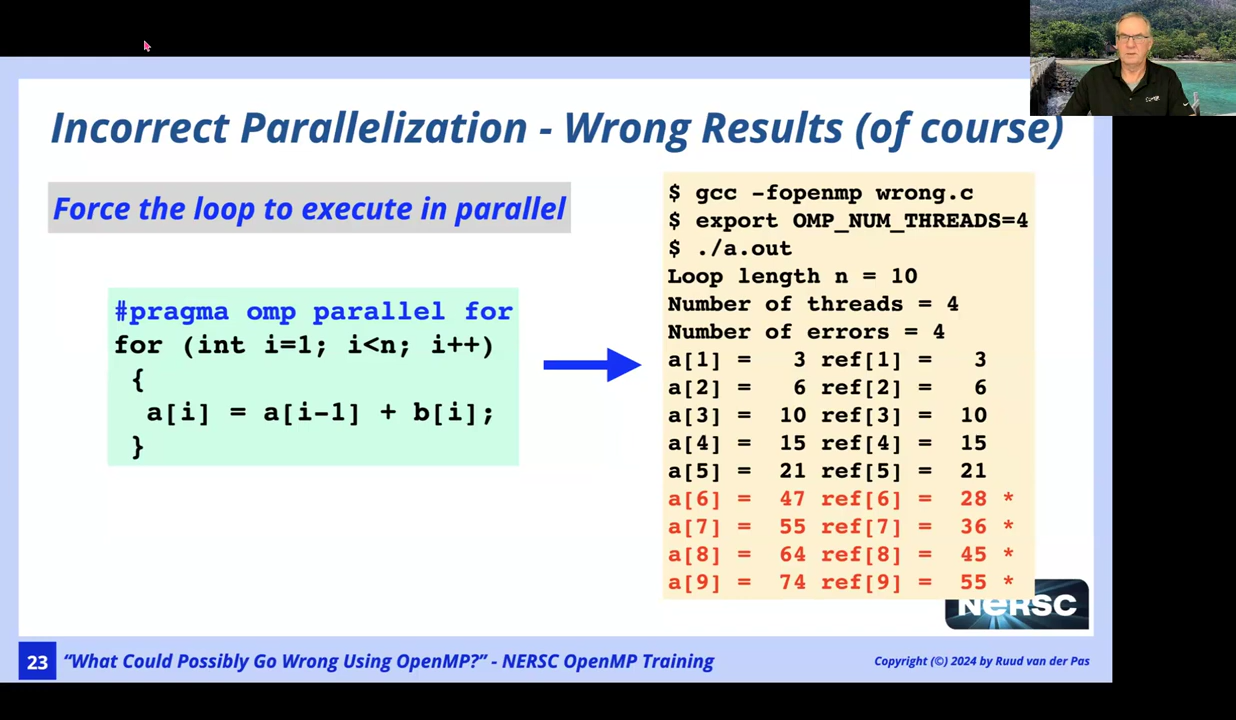 Incorrect Parallelization - Wrong Results (of course)
Force the loop to execute in parallel
#pragma omp parallel for
for (int i=1; i<n; i++)
{
a[i] = a[i-1] + b[i];
}
$ gcc -fopenmp wrong.c
$ export OMP_NUM_THREADS=4
$ ./a.out
Loop length n = 10
Number of threads = 4
Number of errors = 4
a[1] = 3 ref[1] = 3
a[2] = 6 ref[2] = 6
a[3] = 10 ref[3] = 10
a[4] = 15 ref[4] = 15
a[5] = 21 ref[5] = 21
a[6] = 47 ref[6] = 28 *
a[7] = 55 ref[7] = 36 *
a[8] = 64 ref[8] = 45 *
a[9] = 74 ref[9] = 55 *
NERSC
23 “What Could Possibly Go Wrong Using OpenMP?” - NERSC OpenMP Training
Copyright (©) 2024 by Ruud van der Pas